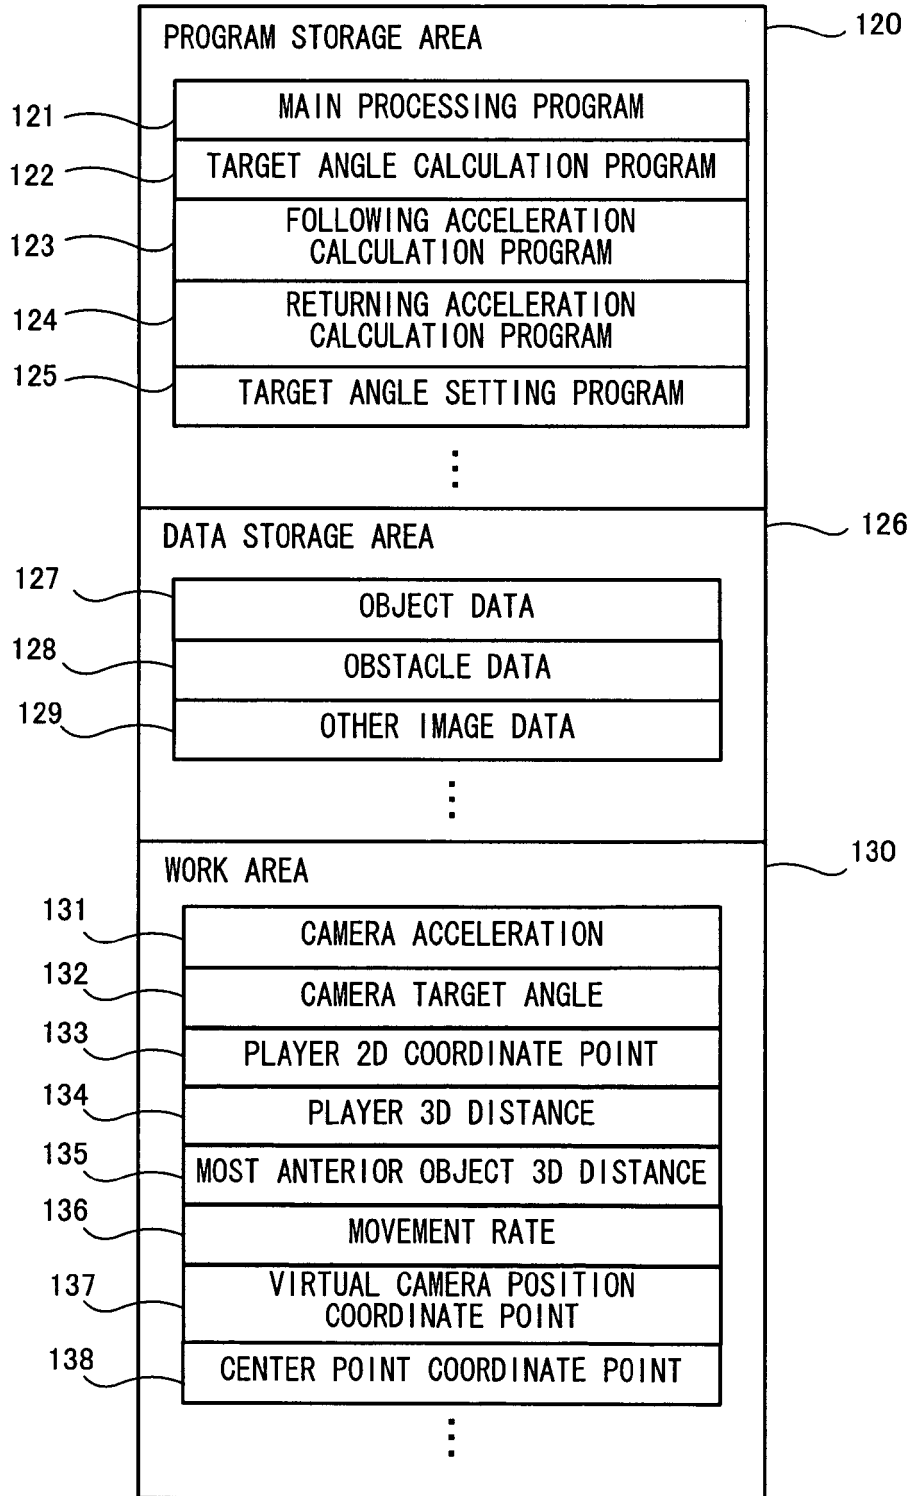 PROGRAM STORAGE AREA
120
121
MAIN PROCESSING PROGRAM
122
TARGET ANGLE CALCULATION PROGRAM
123
FOLLOWING ACCELERATION
CALCULATION PROGRAM
124
RETURNING ACCELERATION
CALCULATION PROGRAM
125
TARGET ANGLE SETTING PROGRAM
DATA STORAGE AREA
126
127
OBJECT DATA
128
OBSTACLE DATA
129
OTHER IMAGE DATA
WORK AREA
130
131
CAMERA ACCELERATION
132
CAMERA TARGET ANGLE
133
PLAYER 2D COORDINATE POINT
134
PLAYER 3D DISTANCE
135
MOST ANTERIOR OBJECT 3D DISTANCE
136
MOVEMENT RATE
137
VIRTUAL CAMERA POSITION
COORDINATE POINT
138
CENTER POINT COORDINATE POINT